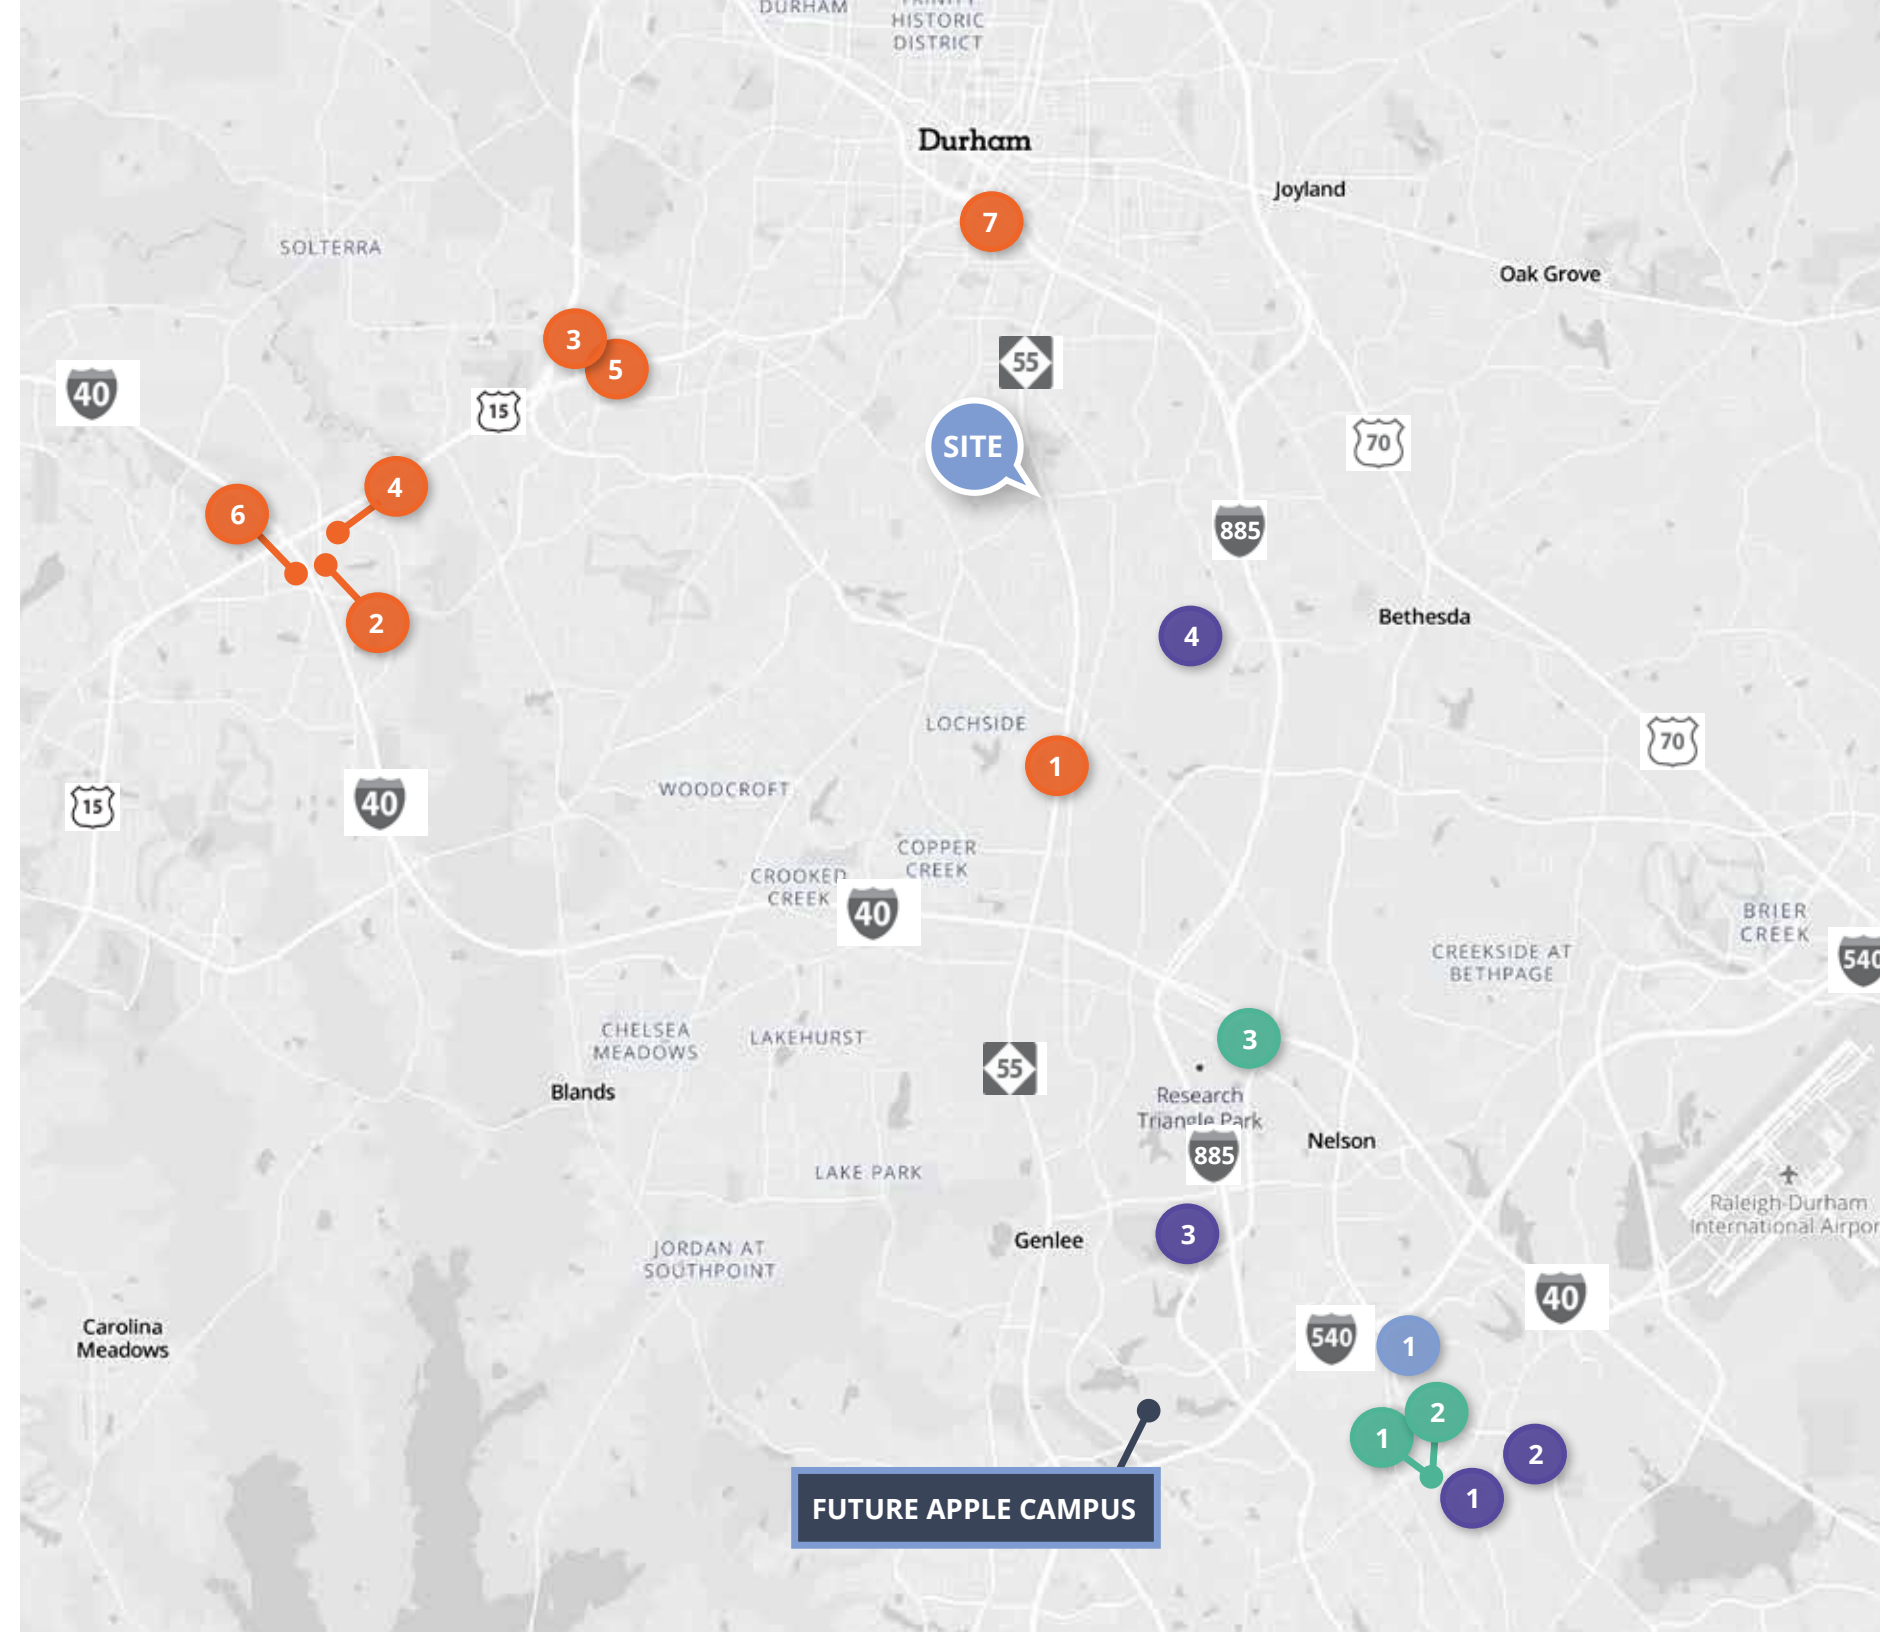 DURHAM
TRINITY
HISTORIC
DISTRICT
Durham
Joyland
7
SOLTERRA
Oak Grove
3
5
55
40
15
SITE
70
4
6
885
2
Bethesda
4
LOCHSIDE
70
1
WOODCROFT
15
40
COPPER
CREEK
CROOKED
CREEK
40
BRIER
CREEK
CREEKSIDE AT
BETHPAGE
540
CHELSEA
MEADOWS
LAKEHURST
3
55
Blands
Research
Triangle Park
Nelson
885
LAKE PARK
Raleigh-Durham
International Airpor
3
Genlee
JORDAN AT
SOUTHPOINT
40
Carolina
Meadows
540
1
2
1
2
1
FUTURE APPLE CAMPUS